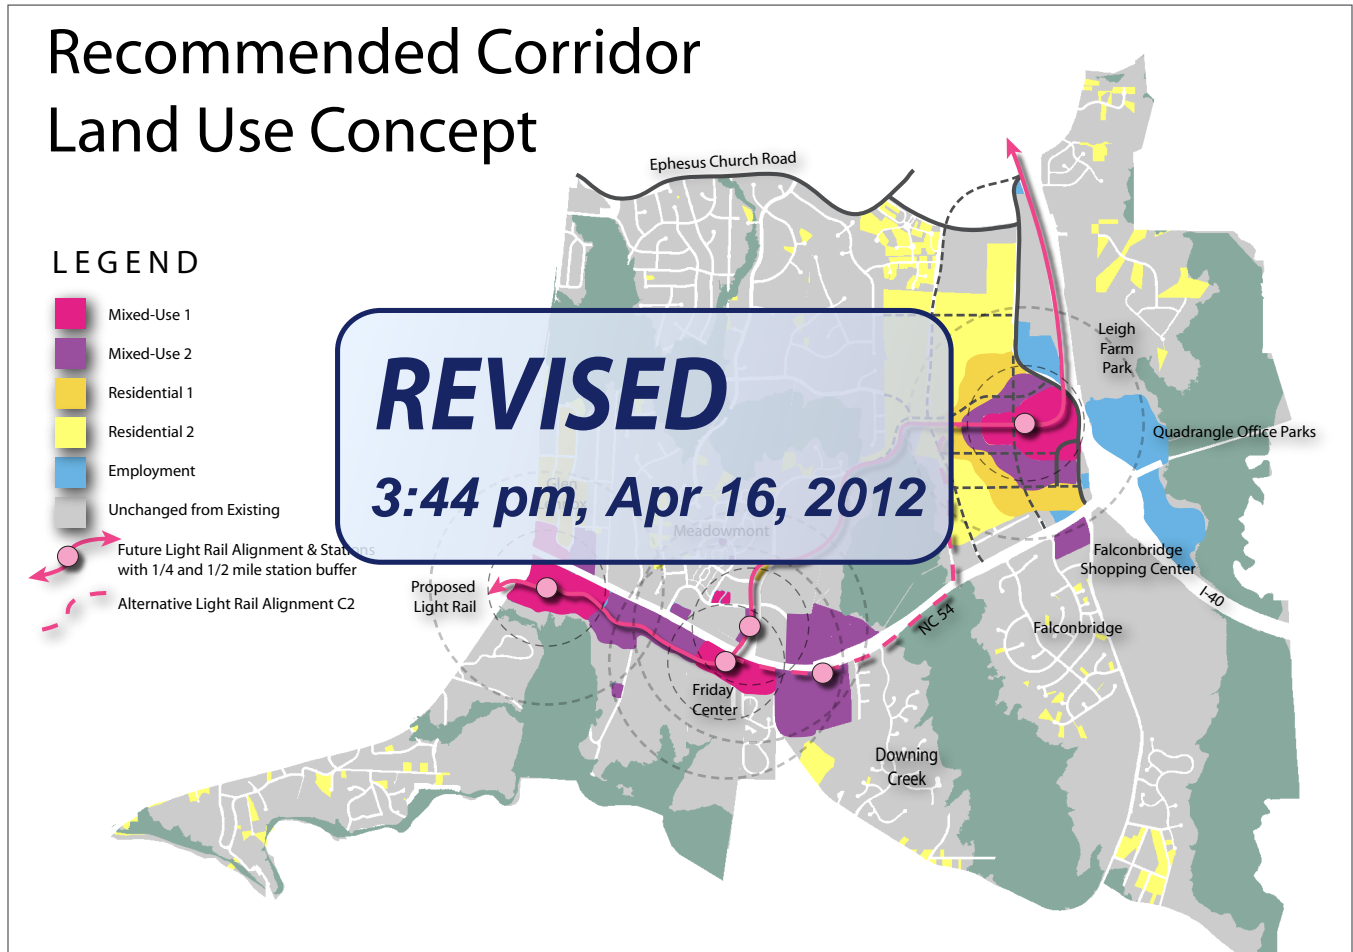 Recommended Corridor
Land Use Concept
Ephesus Church Road
LEGEND
Mixed-Use 1
Mixed-Use 2
Residential 1
Residential 2
Employment
Unchanged from Existing
Future Light Rail Alignment & Stations
with 1/4 and 1/2 mile station buffer
Alternative Light Rail Alignment C2
REVISED
3:44 pm, Apr 16, 2012
Glen
Meadowmont
Leigh
Farm
Park
Quadrangle Office Parks
Falconbridge
Shopping Center
I-40
Proposed
Light Rail
NC 54
Falconbridge
Friday
Center
Downing
Creek